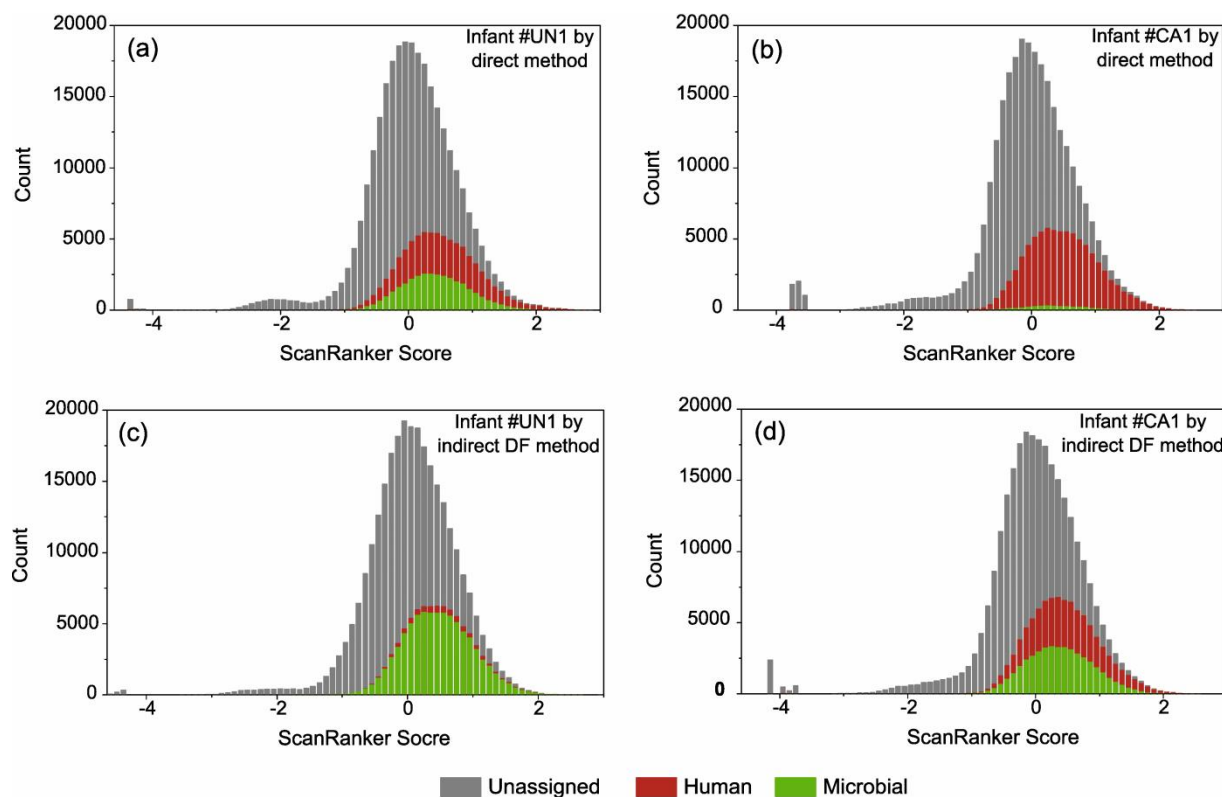 (a)
Infant #UN1 by
direct method
20000
15000
10000
5000
0
Count
-4
-2
0
2
ScanRanker Score
(b)
Infant #CA1 by
direct method
20000
15000
10000
5000
0
Count
-4
-2
0
2
ScanRanker Score
(c)
Infant #UN1 by
indirect DF method
20000
15000
10000
5000
0
Count
-4
-2
0
2
ScanRanker Socre
(d)
Infant #CA1 by
indirect DF method
20000
15000
10000
5000
0
Count
-4
-2
0
2
ScanRanker Score
Unassigned Human Microbial